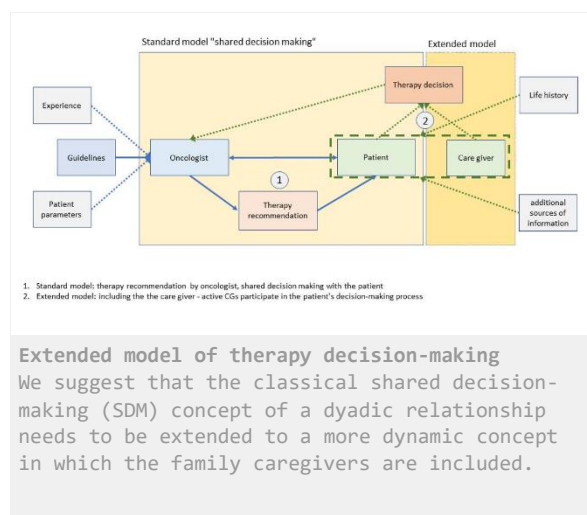 Standard model "shared decision making"
Extended model
Therapy decision
Experience
Life history
2
Guidelines
Oncologist
Patient
Care giver
1
Patient
parameters
Therapy
recommendation
additional
sources of
information
1. Standard model: therapy recommendation by oncologist, shared decision making with the patient
2. Extended model: including the the care giver - active CGs participate in the patient's decision-making process
Extended model of therapy decision-making
We suggest that the classical shared decision-
making (SDM) concept of a dyadic relationship
needs to be extended to a more dynamic concept
in which the family caregivers are included.